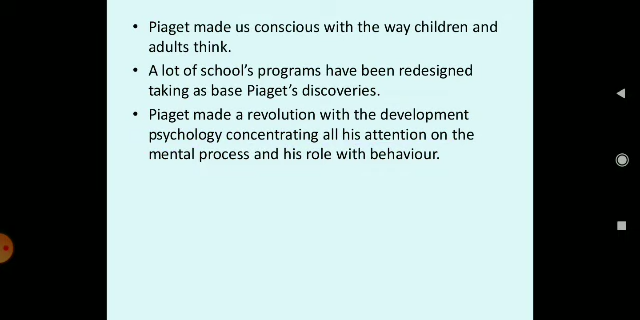 • Piaget made us conscious with the way children and
adults think.
• A lot of school's programs have been redesigned
taking as base Piaget's discoveries.
• Piaget made a revolution with the development
psychology concentrating all his attention on the
mental process and his role with behaviour.